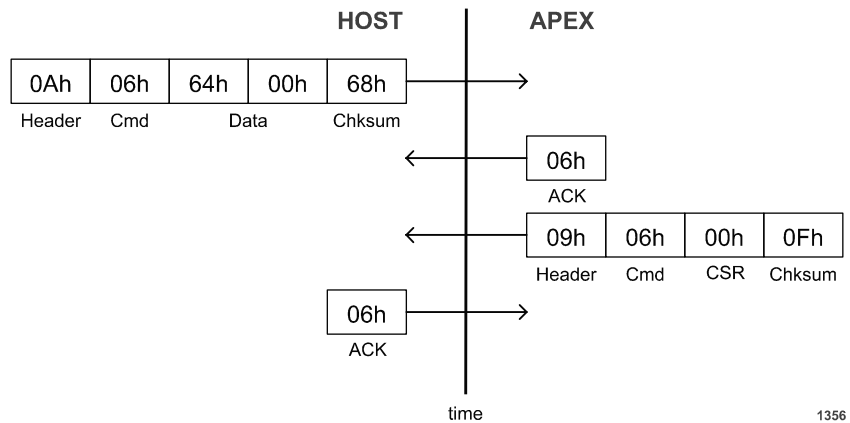 HOST APEX
0Ah 06h 64h 00h 68h
Header Cmd Data Chksum
06h
ACK
09h 06h 00h 0Fh
Header Cmd CSR Chksum
06h
ACK
time
1356